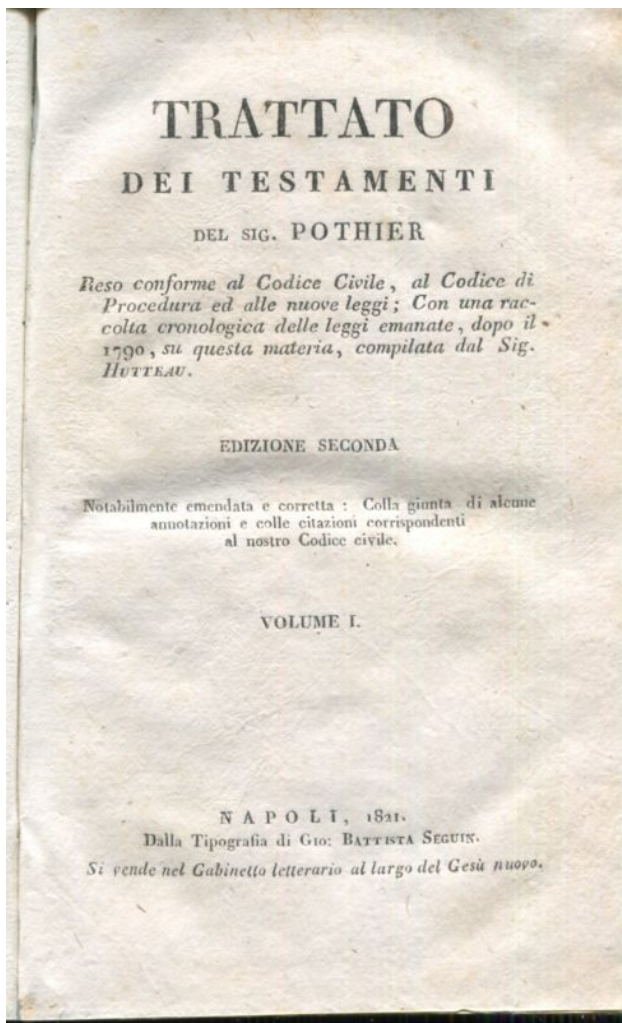 TRATTATO
DEI TESTAMENTI
DEL SIG. POTHIER
Reso conforme al Codice Civile, al Codice di
Procedura ed alle nuove leggi; Con una rac-
colta cronologica delle leggi emanate, dopo il
1790, su questa materia, compilata dal Sig.
HUTTEAU.
EDIZIONE SECONDA
Notabilmente emendata e corretta: Colla giunta di alcune
annotazioni e colle citazioni corrispondenti
al nostro Codice civile.
VOLUME I.
NAPOLI, 1821.
Dalla Tipografia di GIO: BATTISTA SEGUIN.
Si vende nel Gabinetto letterario al largo del Gesù nuovo.